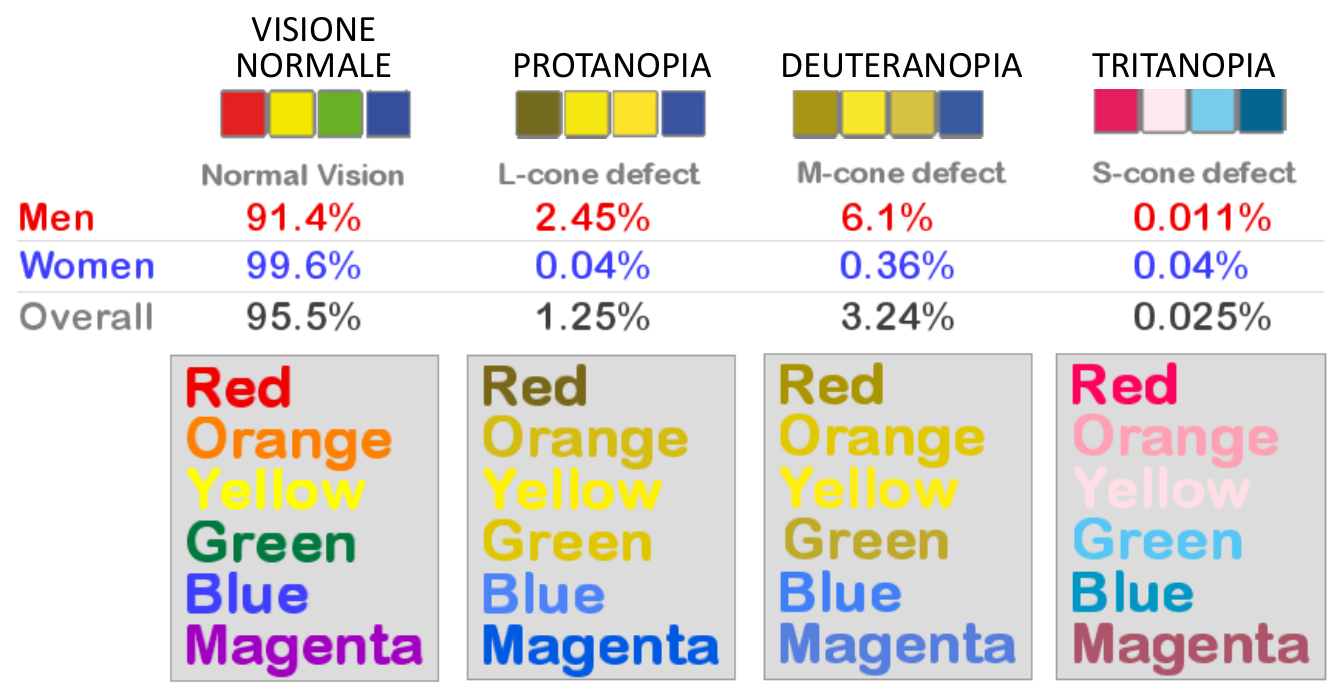 VISIONE
NORMALE PROTANOPIA DEUTERANOPIA TRITANOPIA
Normal Vision L-cone defect M-cone defect S-cone defect
Men 91.4% 2.45% 6.1% 0.011%
Women 99.6% 0.04% 0.36% 0.04%
Overall 95.5% 1.25% 3.24% 0.025%
Red Red Red Red
Orange Orange Orange Orange
Yellow Yellow Yellow Yellow
Green Green Green Green
Blue Blue Blue Blue
Magenta Magenta Magenta Magenta